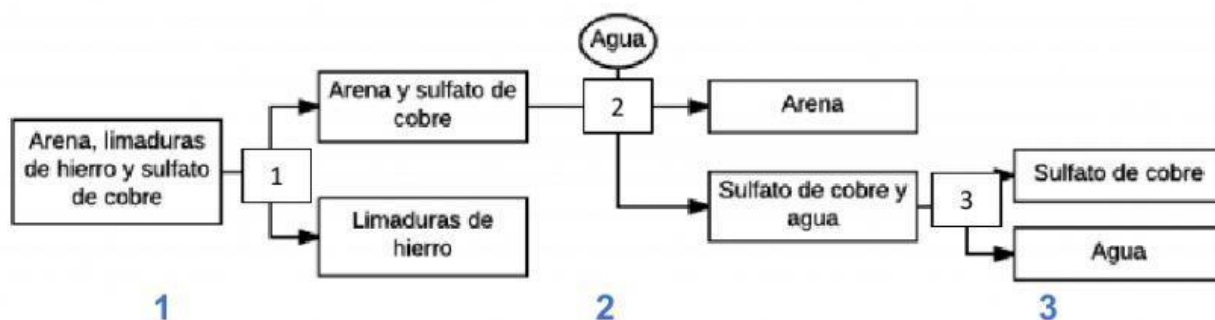 Agua
Arena, limaduras
de hierro y sulfato
de cobre
1
Arena y sulfato de
cobre
Limaduras de
hierro
2
Arena
Sulfato de cobre y
agua
3
Sulfato de cobre
Agua
1
2
3